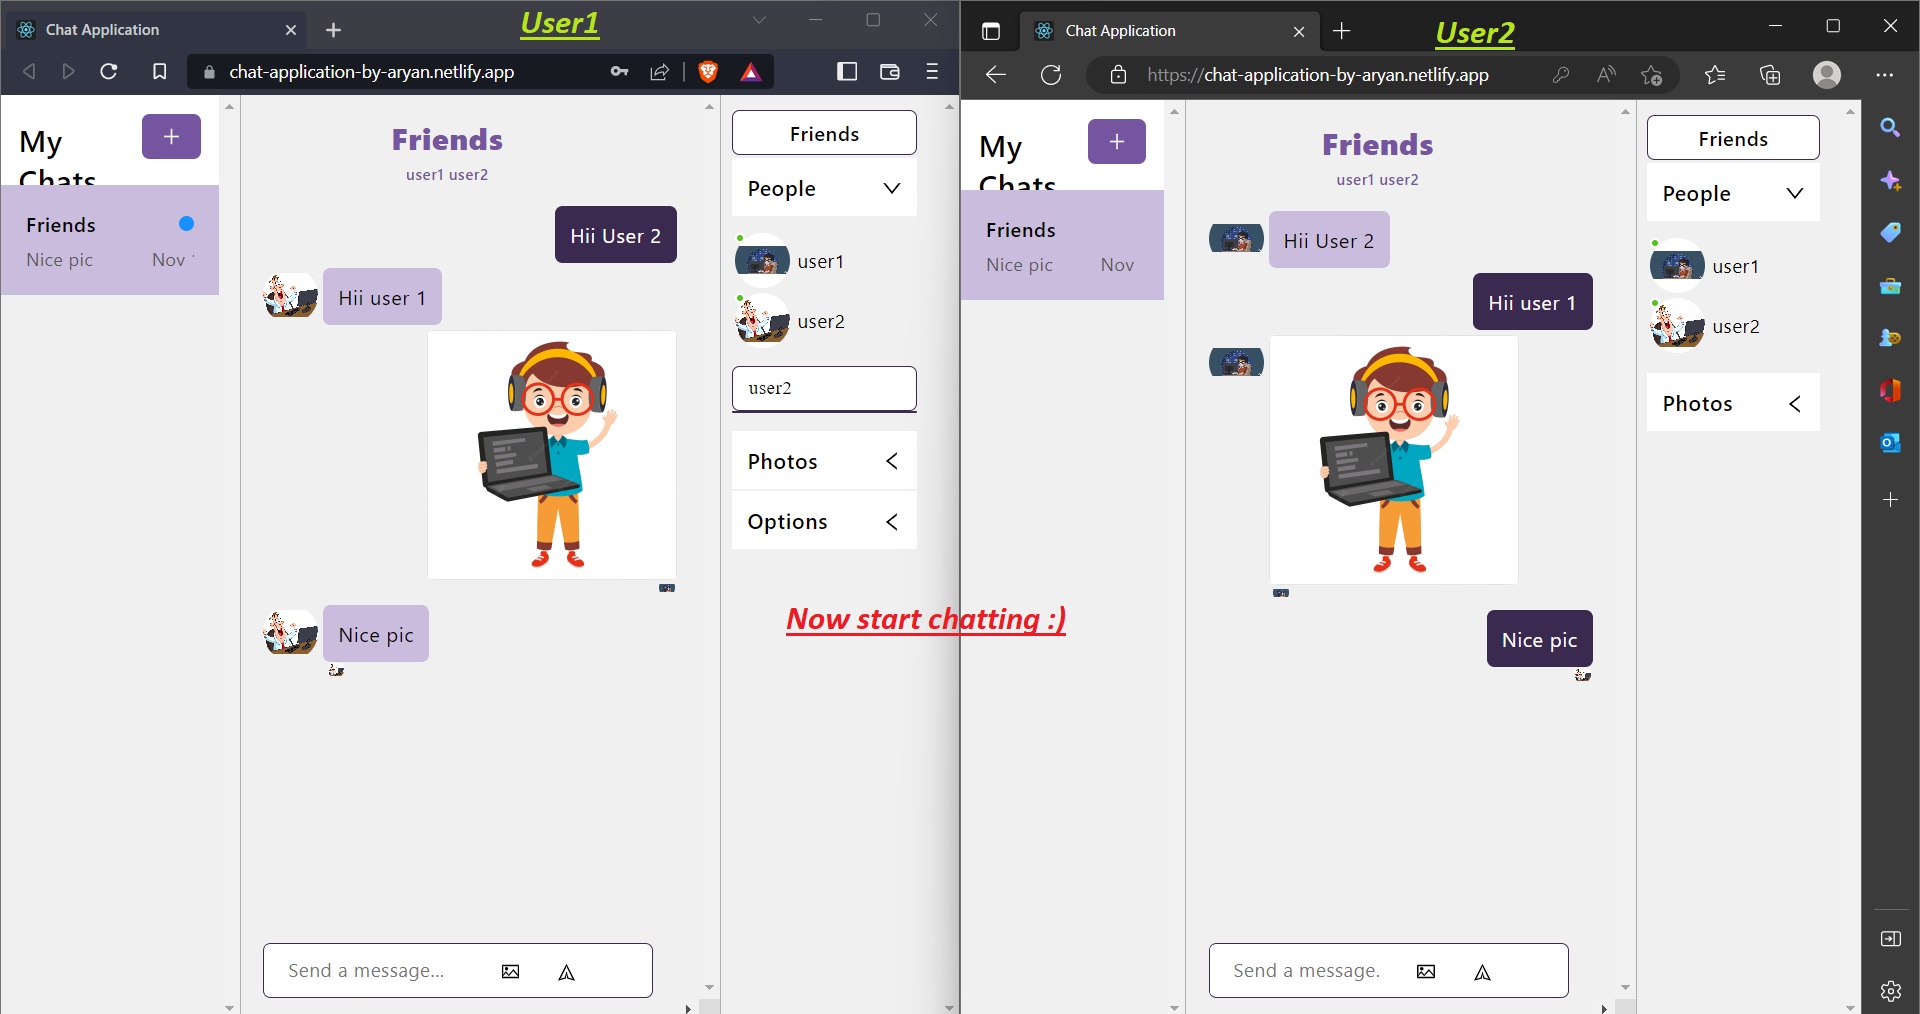 Chat Application
User1
chat-application-by-aryan.netlify.app
My
Chats
+
Friends
Nice pic
Nov
Friends
user1 user2
Hii User 2
Hii user 1
Nice pic
Send a message...
Friends
People
user1
user2
user2
Photos
Options
Now start chatting :)
Chat Application
User2
https://chat-application-by-aryan.netlify.app
My
Chats
+
Friends
Nice pic
Nov
Friends
user1 user2
Hii User 2
Hii user 1
Nice pic
Send a message.
Friends
People
user1
user2
Photos